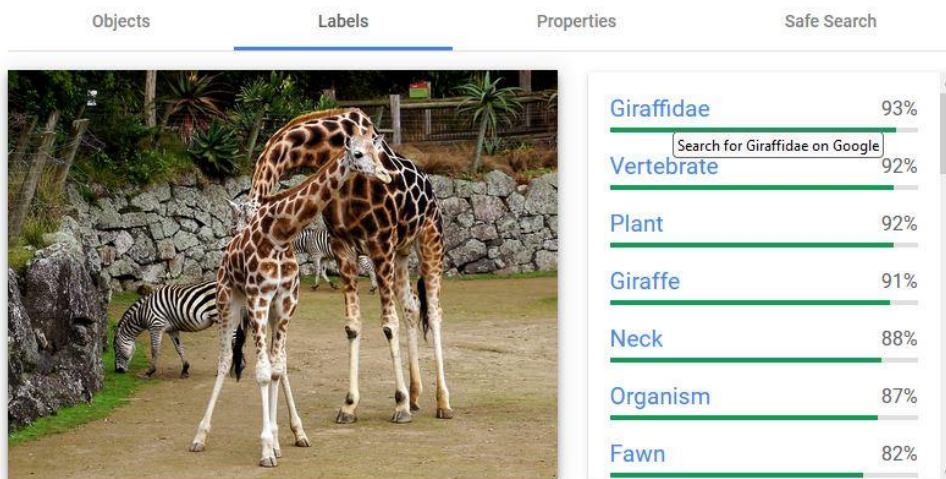 Objects Labels Properties Safe Search
Giraffidae 93%
Search for Giraffidae on Google
Vertebrate 92%
Plant 92%
Giraffe 91%
Neck 88%
Organism 87%
Fawn 82%